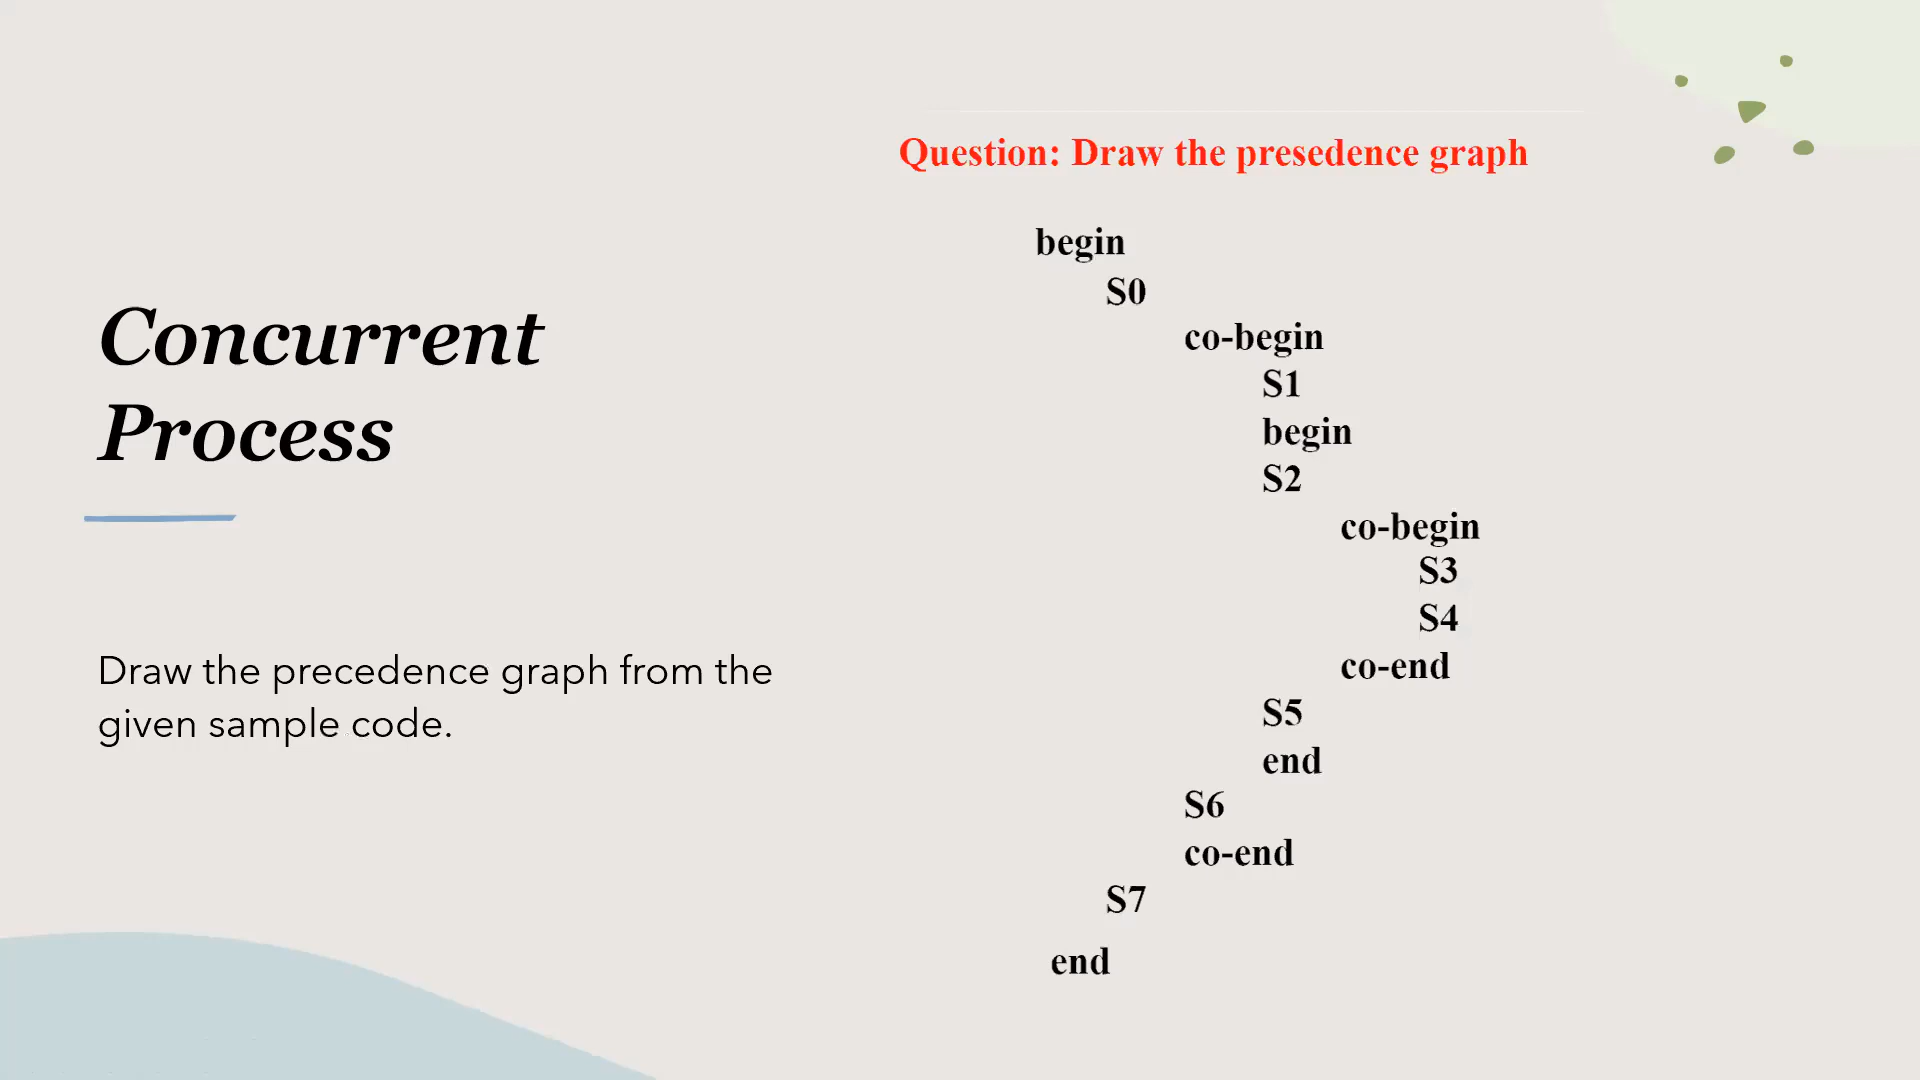 Concurrent
Process
Draw the precedence graph from the
given sample code.
Question: Draw the presedence graph
begin
S0
co-begin
S1
begin
S2
co-begin
S3
S4
co-end
S5
end
S6
co-end
S7
end